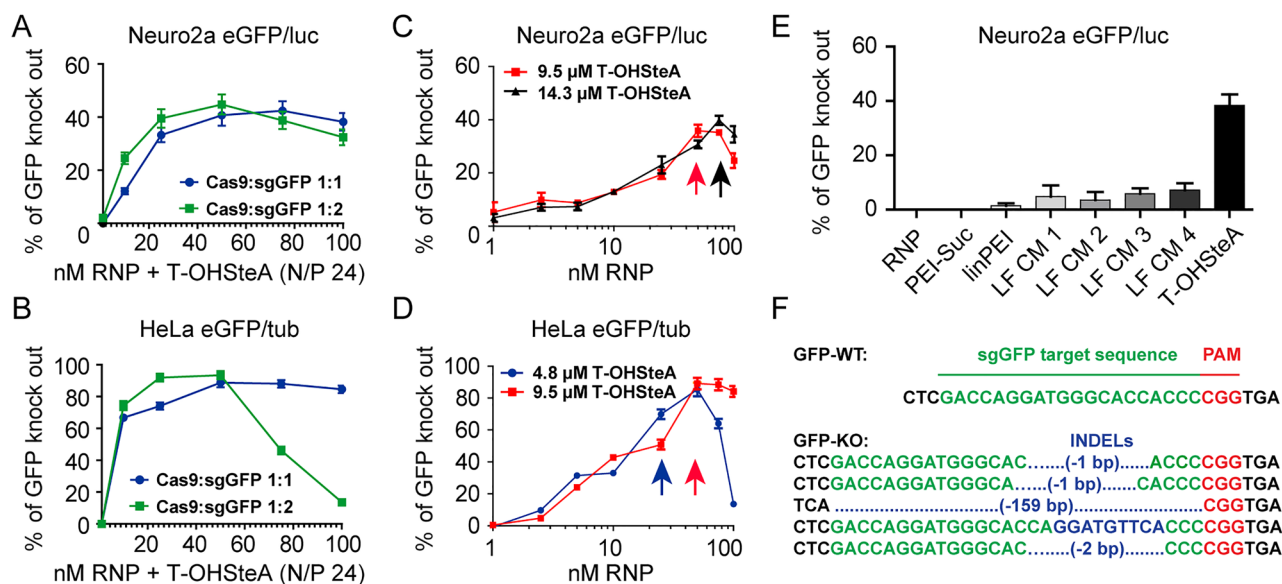 A
Neuro2a eGFP/luc
% of GFP knock out
60
40
20
0
20 40 60 80 100
Cas9:sgGFP 1:1
Cas9:sgGFP 1:2
nM RNP + T-OHSteA (N/P 24)
B
HeLa eGFP/tub
% of GFP knock out
100
80
60
40
20
0
20 40 60 80 100
Cas9:sgGFP 1:1
Cas9:sgGFP 1:2
nM RNP + T-OHSteA (N/P 24)
C
Neuro2a eGFP/luc
% of GFP knock out
60
40
20
0
1 10 100
9.5 µM T-OHSteA
14.3 µM T-OHSteA
nM RNP
D
HeLa eGFP/tub
% of GFP knock out
100
80
60
40
20
0
1 10 100
4.8 µM T-OHSteA
9.5 µM T-OHSteA
nM RNP
E
Neuro2a eGFP/luc
% of GFP knock out
60
40
20
0
RNP
PEI-Suc
linPEI
LF CM 1
LF CM 2
LF CM 3
LF CM 4
T-OHSteA
F
GFP-WT: sgGFP target sequence PAM
CTCGACCAGGATGGGCACCACCCCGGTGA
GFP-KO: INDELs
CTCGACCAGGATGGGCAC.......(-1 bp)......ACCCCGGTGA
CTCGACCAGGATGGGCA.......(-1 bp)......CACCCCGGTGA
TCA..............................(-159 bp)..............................CGGTGA
CTCGACCAGGATGGGCACCAGGATGTTCACCCCGGTGA
CTCGACCAGGATGGGCAC.......(-2 bp)........CCCCGGTGA